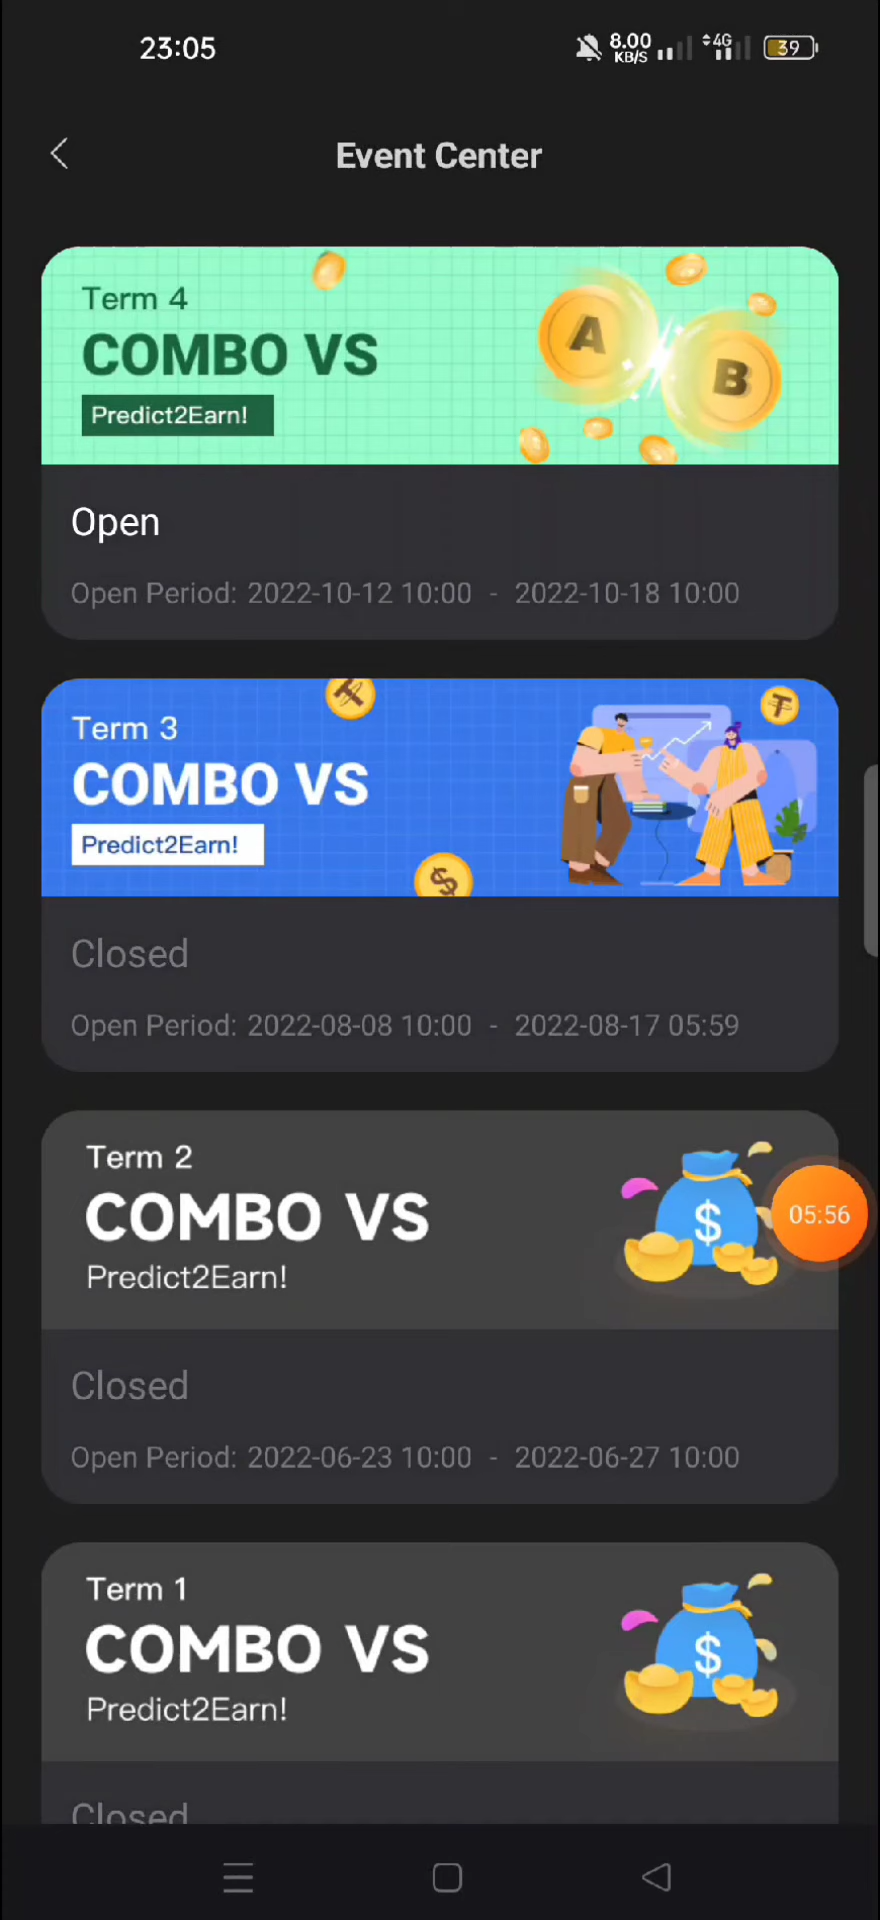 23:05
8.00
KB/S
4G
39
Event Center
Term 4
COMBO VS
Predict2Earn!
A
B
Open
Open Period: 2022-10-12 10:00 - 2022-10-18 10:00
Term 3
COMBO VS
Predict2Earn!
Closed
Open Period: 2022-08-08 10:00 - 2022-08-17 05:59
Term 2
COMBO VS
Predict2Earn!
$
05:56
Closed
Open Period: 2022-06-23 10:00 - 2022-06-27 10:00
Term 1
COMBO VS
Predict2Earn!
$
Closed